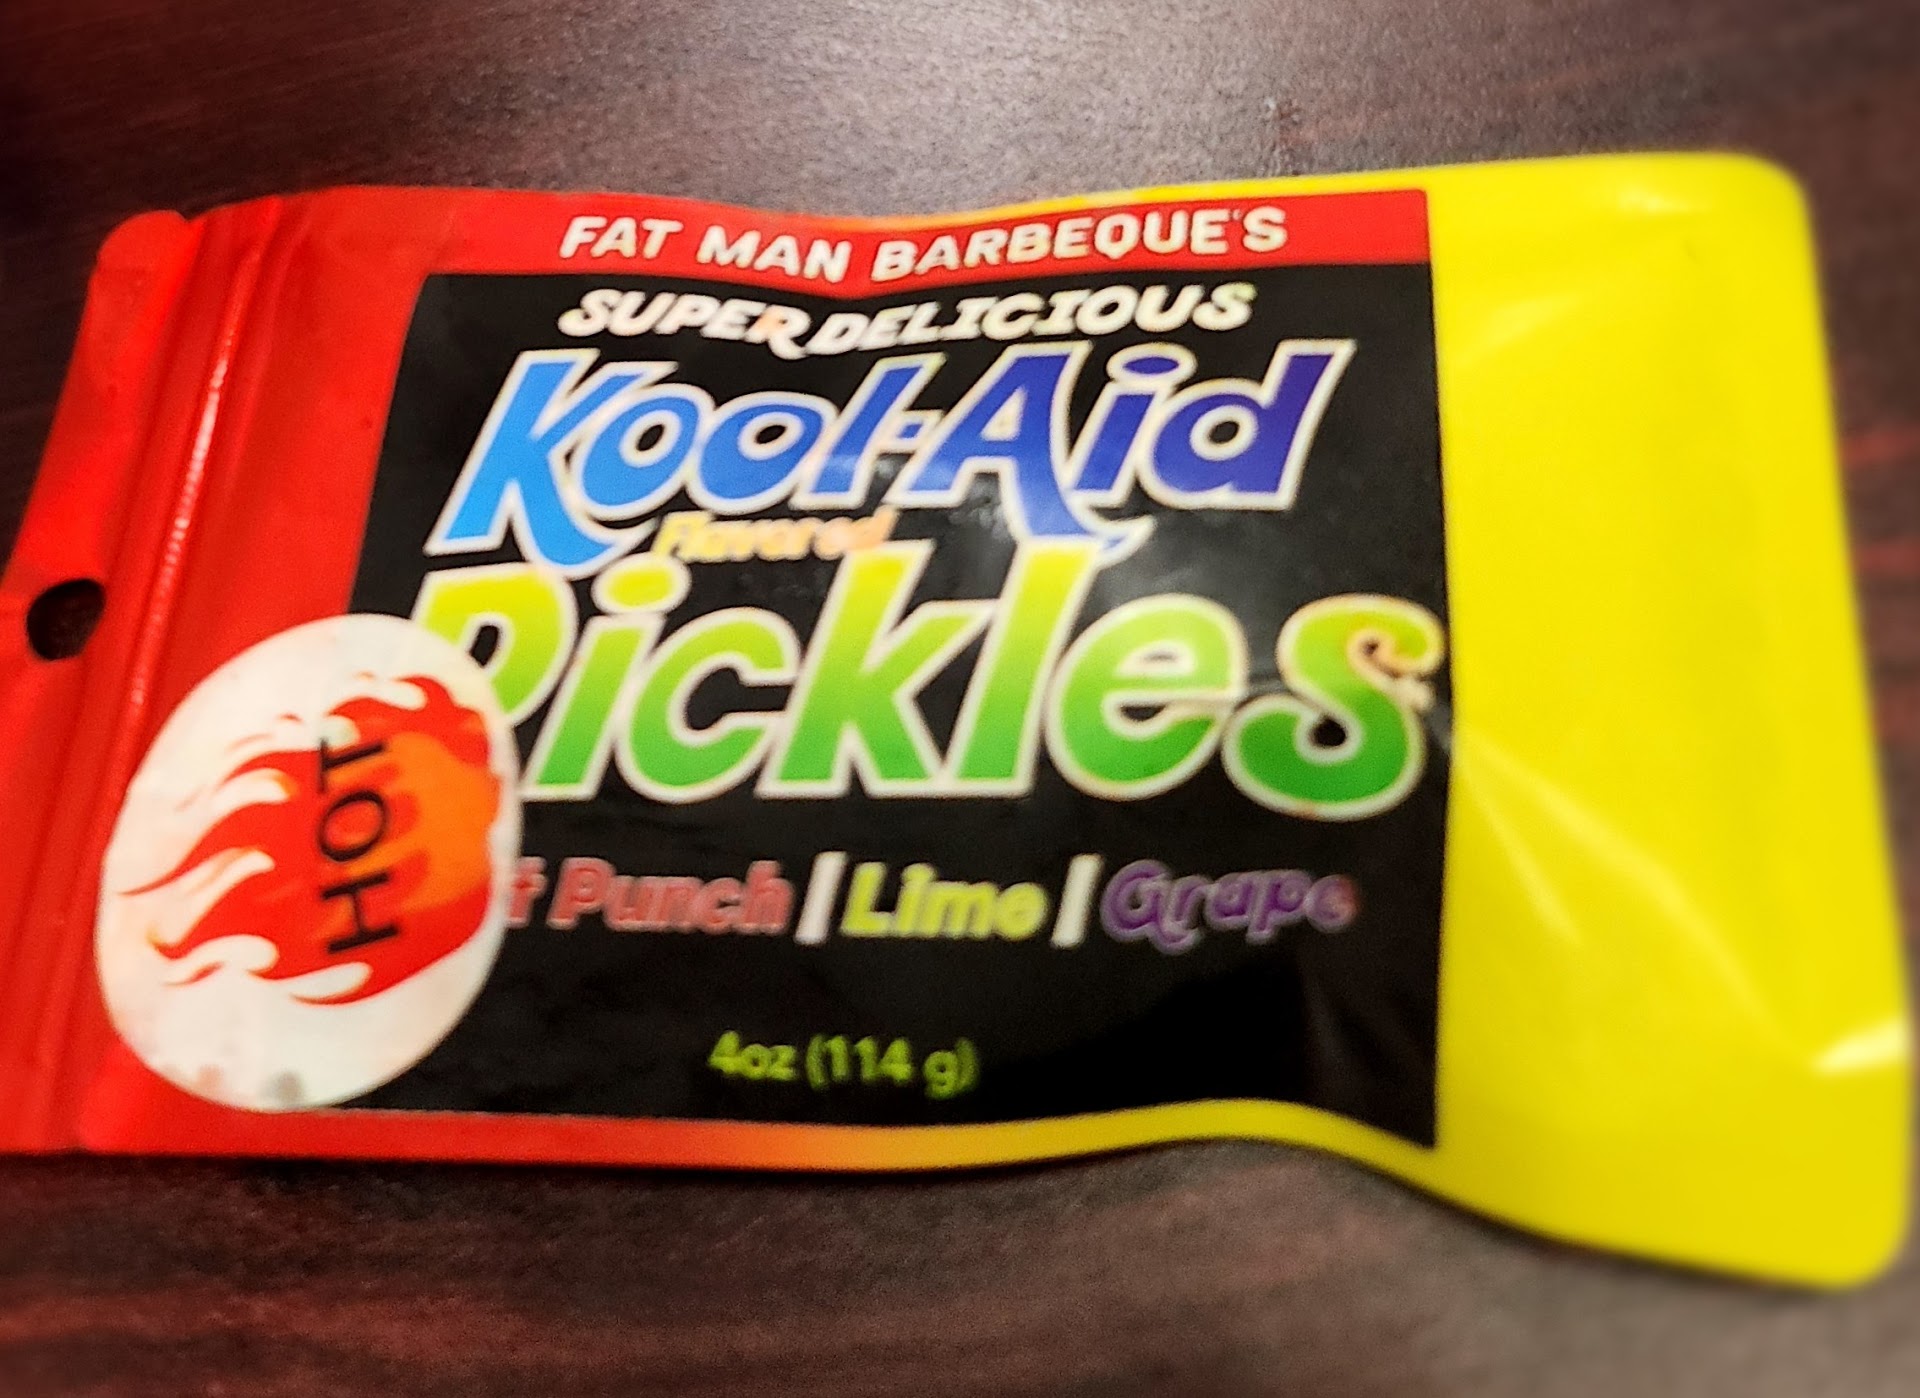 FAT MAN BARBEQUE'S
SUPER DELICIOUS
Kool-Aid
Flavored
Pickles
Punch | Lime | Grape
4oz (114 g)
HOT